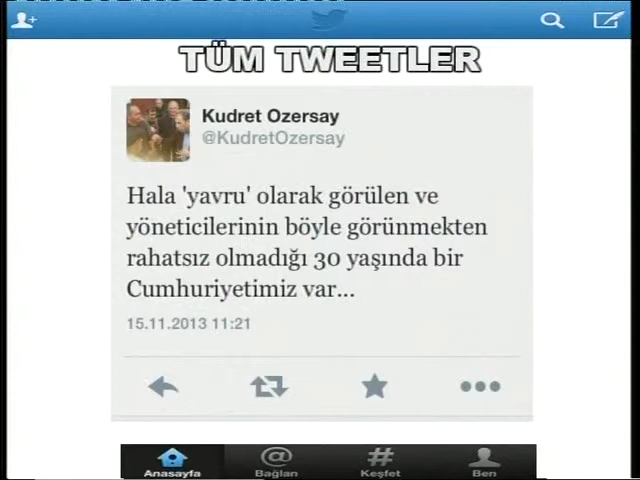 TÜM TWEETLER
Kudret Ozersay
@KudretOzersay
Hala 'yavru' olarak görülen ve
yöneticilerinin böyle görünmekten
rahatsız olmadığı 30 yaşında bir
Cumhuriyetimiz var...
15.11.2013 11:21
Anasayfa Bağlan Keşfet Ben